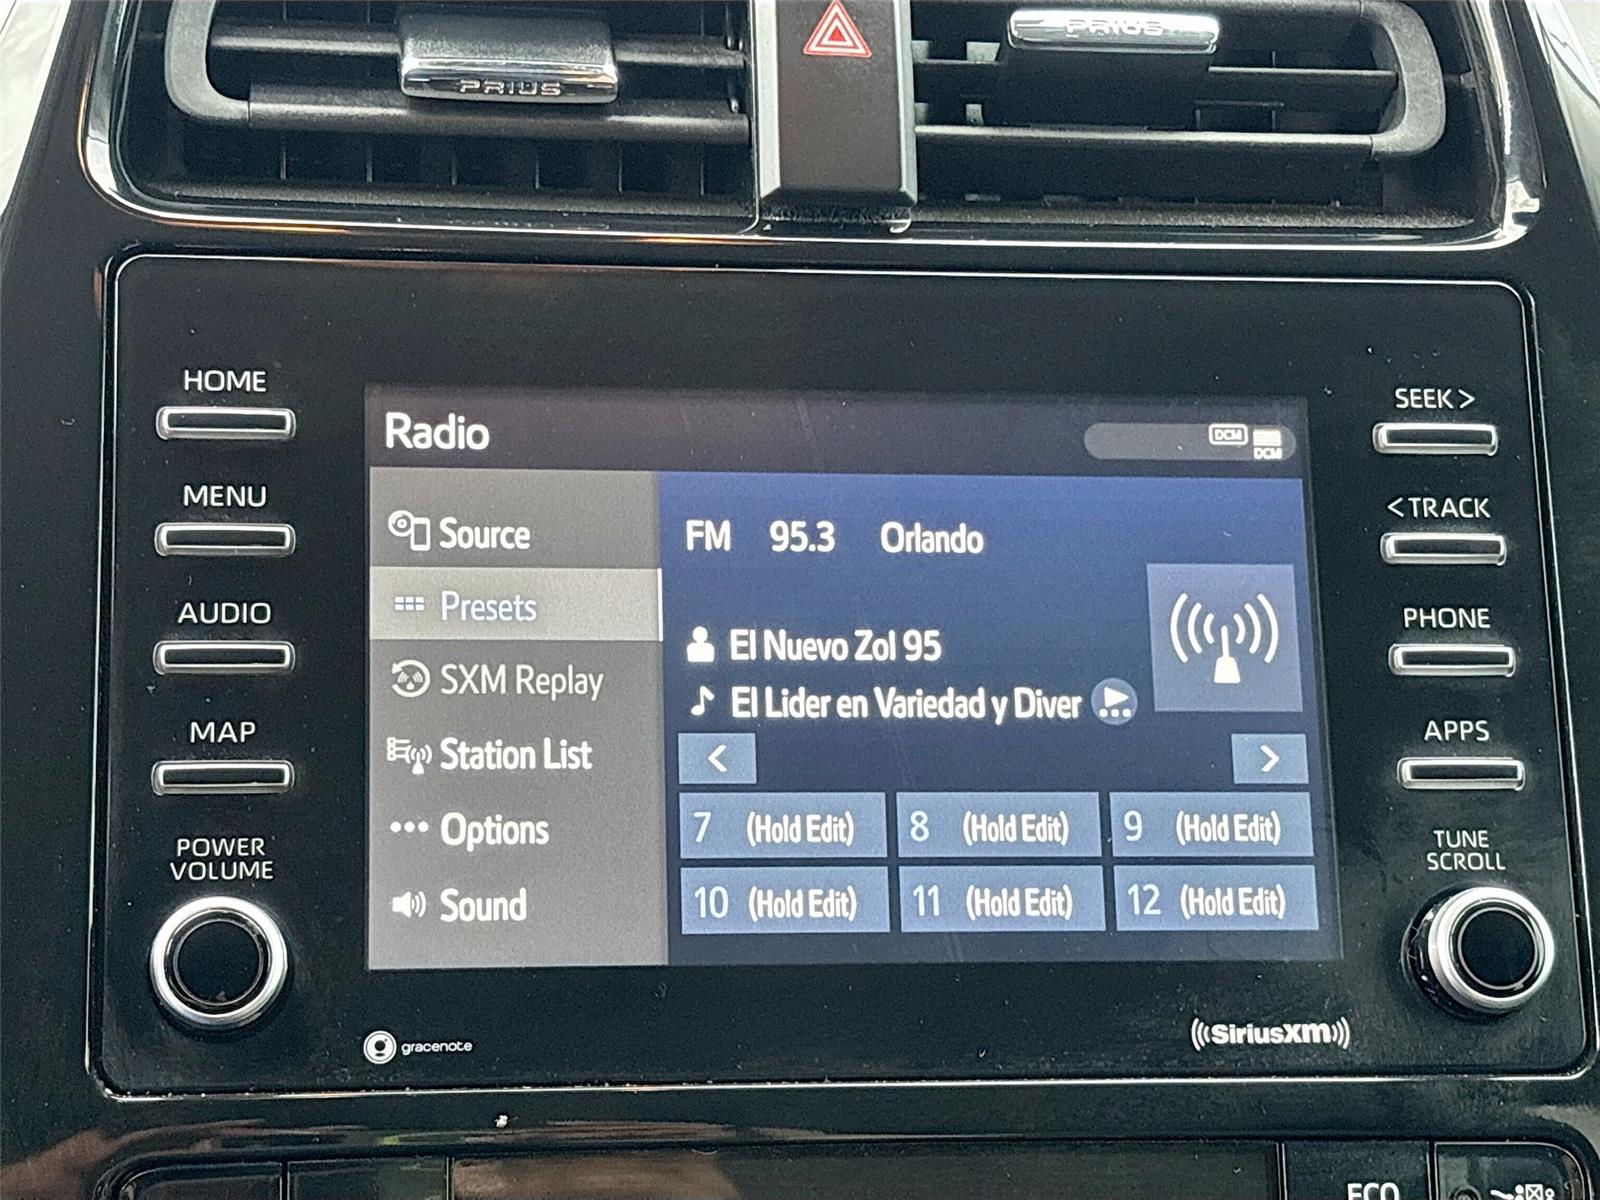 PRIUS
PRIUS
HOME
MENU
AUDIO
MAP
POWER
VOLUME
Radio
DCM
DCM
Source
Presets
SXM Replay
Station List
Options
Sound
FM 95.3 Orlando
El Nuevo Zol 95
El Lider en Variedad y Diver
<
>
7 (Hold Edit)
8 (Hold Edit)
9 (Hold Edit)
10 (Hold Edit)
11 (Hold Edit)
12 (Hold Edit)
SEEK >
< TRACK
PHONE
APPS
TUNE
SCROLL
gracenote
((SiriusXM))
ECO